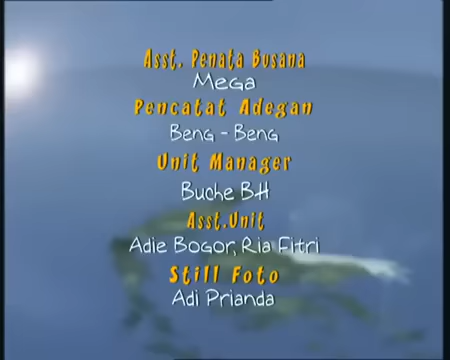 Asst. Penata Busana
Mega
Pencatat Adegan
Beng - Beng
Unit Manager
Buche BH
Asst.Unit
Adie Bogor, Ria Fitri
Still Foto
Adi Prianda